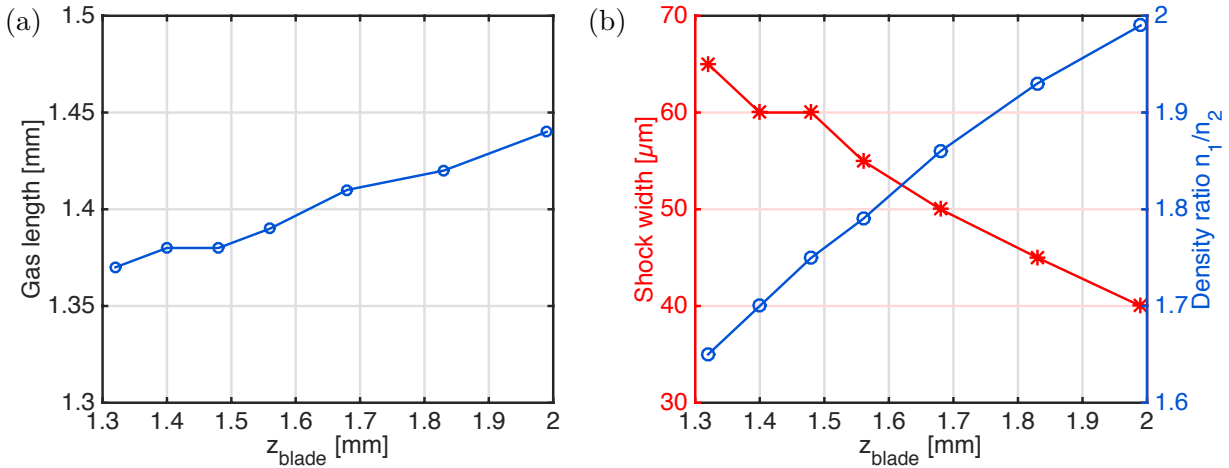 (a)
1.5
1.45
1.4
1.35
1.3
Gas length [mm]
1.3 1.4 1.5 1.6 1.7 1.8 1.9 2
z_blade [mm]
(b)
70
60
50
40
30
Shock width [µm]
2
1.9
1.8
1.7
1.6
Density ratio n_1/n_2
1.3 1.4 1.5 1.6 1.7 1.8 1.9 2
z_blade [mm]